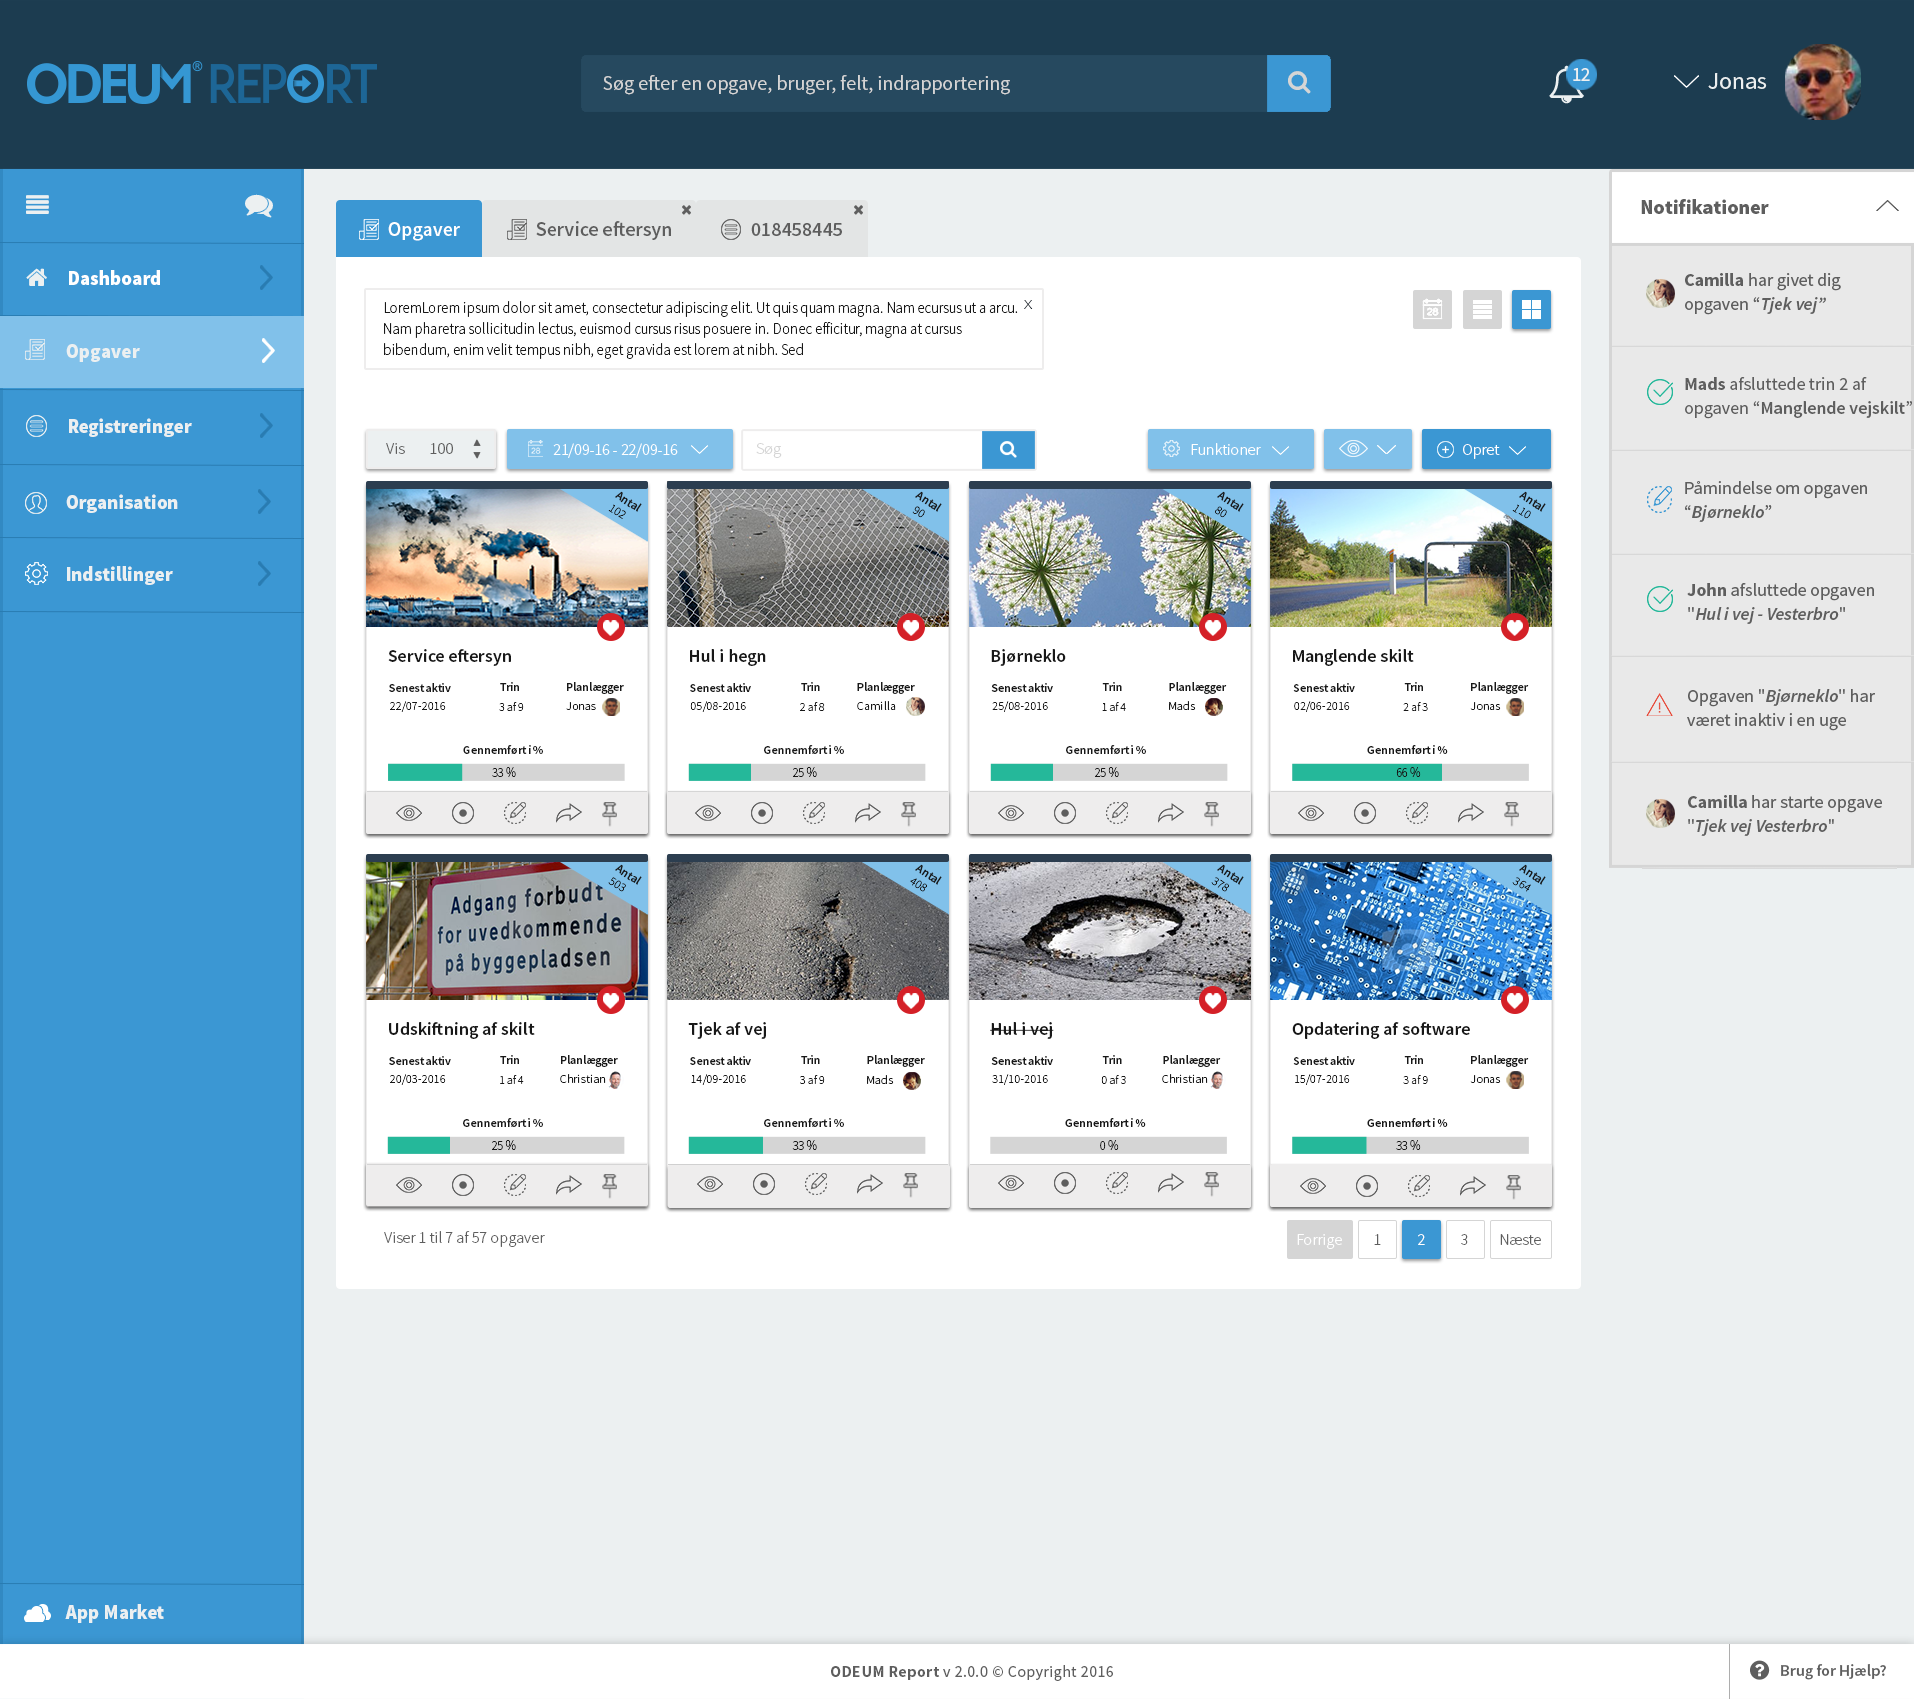 ODEUM® REPORT
Søg efter en opgave, bruger, felt, indrapportering
12
Jonas
Dashboard
Opgaver
Registreringer
Organisation
Indstillinger
App Market
Opgaver
Service eftersyn
018458445
LoremLorem ipsum dolor sit amet, consectetur adipiscing elit. Ut quis quam magna. Nam ecursus ut a arcu. X
Nam pharetra sollicitudin lectus, euismod cursus risus posuere in. Donec efficitur, magna at cursus
bibendum, enim velit tempus nibh, eget gravida est lorem at nibh. Sed
28
Vis 100
28 21/09-16 - 22/09-16
Søg
Funktioner
Opret
Antal
102
Service eftersyn
Senest aktiv Trin Planlægger
22/07-2016 3 af 9 Jonas
Gennemført i %
33 %
Antal
90
Hul i hegn
Senest aktiv Trin Planlægger
05/08-2016 2 af 8 Camilla
Gennemført i %
25 %
Antal
80
Bjørneklo
Senest aktiv Trin Planlægger
25/08-2016 1 af 4 Mads
Gennemført i %
25 %
Antal
110
Manglende skilt
Senest aktiv Trin Planlægger
02/06-2016 2 af 3 Jonas
Gennemført i %
66 %
Antal
503
Adgang forbudt
for uvedkommende
på byggepladsen
Udskiftning af skilt
Senest aktiv Trin Planlægger
20/03-2016 1 af 4 Christian
Gennemført i %
25 %
Antal
408
Tjek af vej
Senest aktiv Trin Planlægger
14/09-2016 3 af 9 Mads
Gennemført i %
33 %
Antal
378
Hul i vej
Senest aktiv Trin Planlægger
31/10-2016 0 af 3 Christian
Gennemført i %
0 %
Antal
364
Opdatering af software
Senest aktiv Trin Planlægger
15/07-2016 3 af 9 Jonas
Gennemført i %
33 %
Viser 1 til 7 af 57 opgaver
Forrige 1 2 3 Næste
Notifikationer
Camilla har givet dig
opgaven “Tjek vej”
Mads afsluttede trin 2 af
opgaven “Manglende vejskilt”
Påmindelse om opgaven
“Bjørneklo”
John afsluttede opgaven
"Hul i vej - Vesterbro"
Opgaven "Bjørneklo" har
været inaktiv i en uge
Camilla har starte opgave
"Tjek vej Vesterbro"
ODEUM Report v 2.0.0 © Copyright 2016
Brug for Hjælp?